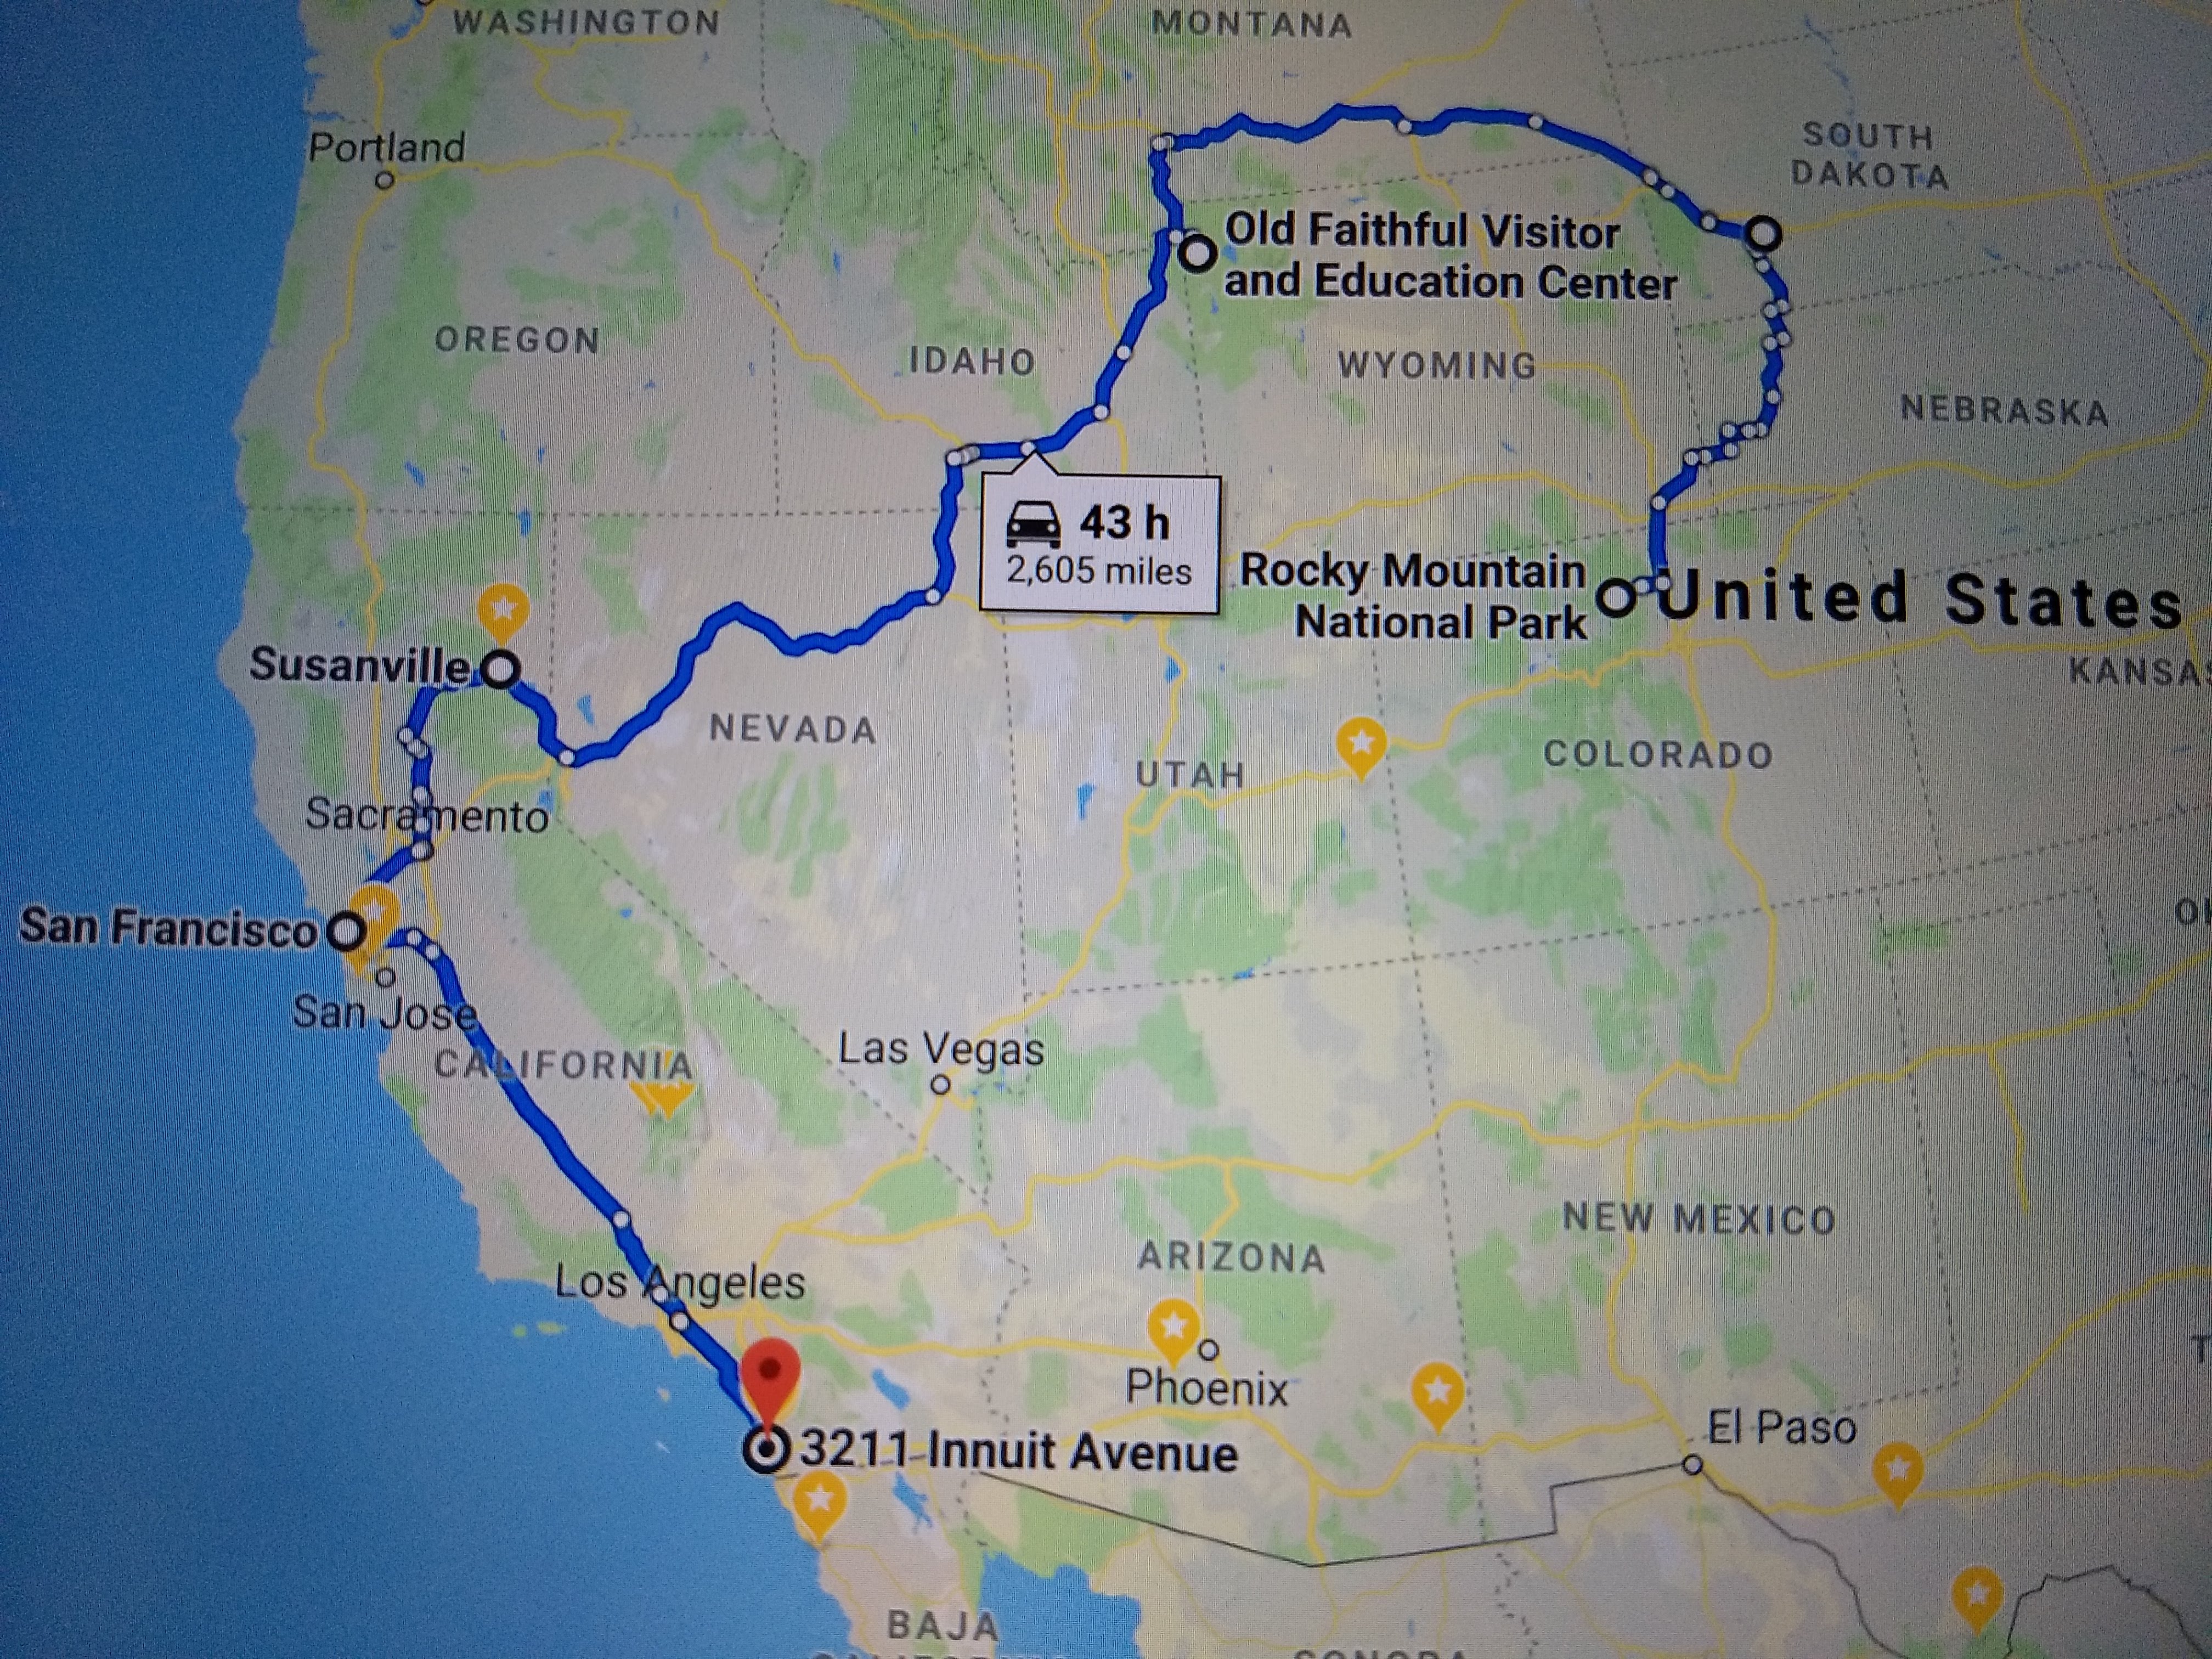 WASHINGTON
MONTANA
Portland
SOUTH
DAKOTA
Old Faithful Visitor
and Education Center
OREGON
IDAHO
WYOMING
NEBRASKA
43 h
2,605 miles
Rocky Mountain
National Park
United States
Susanville
KANSAS
NEVADA
UTAH
COLORADO
Sacramento
San Francisco
San Jose
CALIFORNIA
Las Vegas
NEW MEXICO
Los Angeles
ARIZONA
Phoenix
El Paso
3211 Innuit Avenue
BAJA